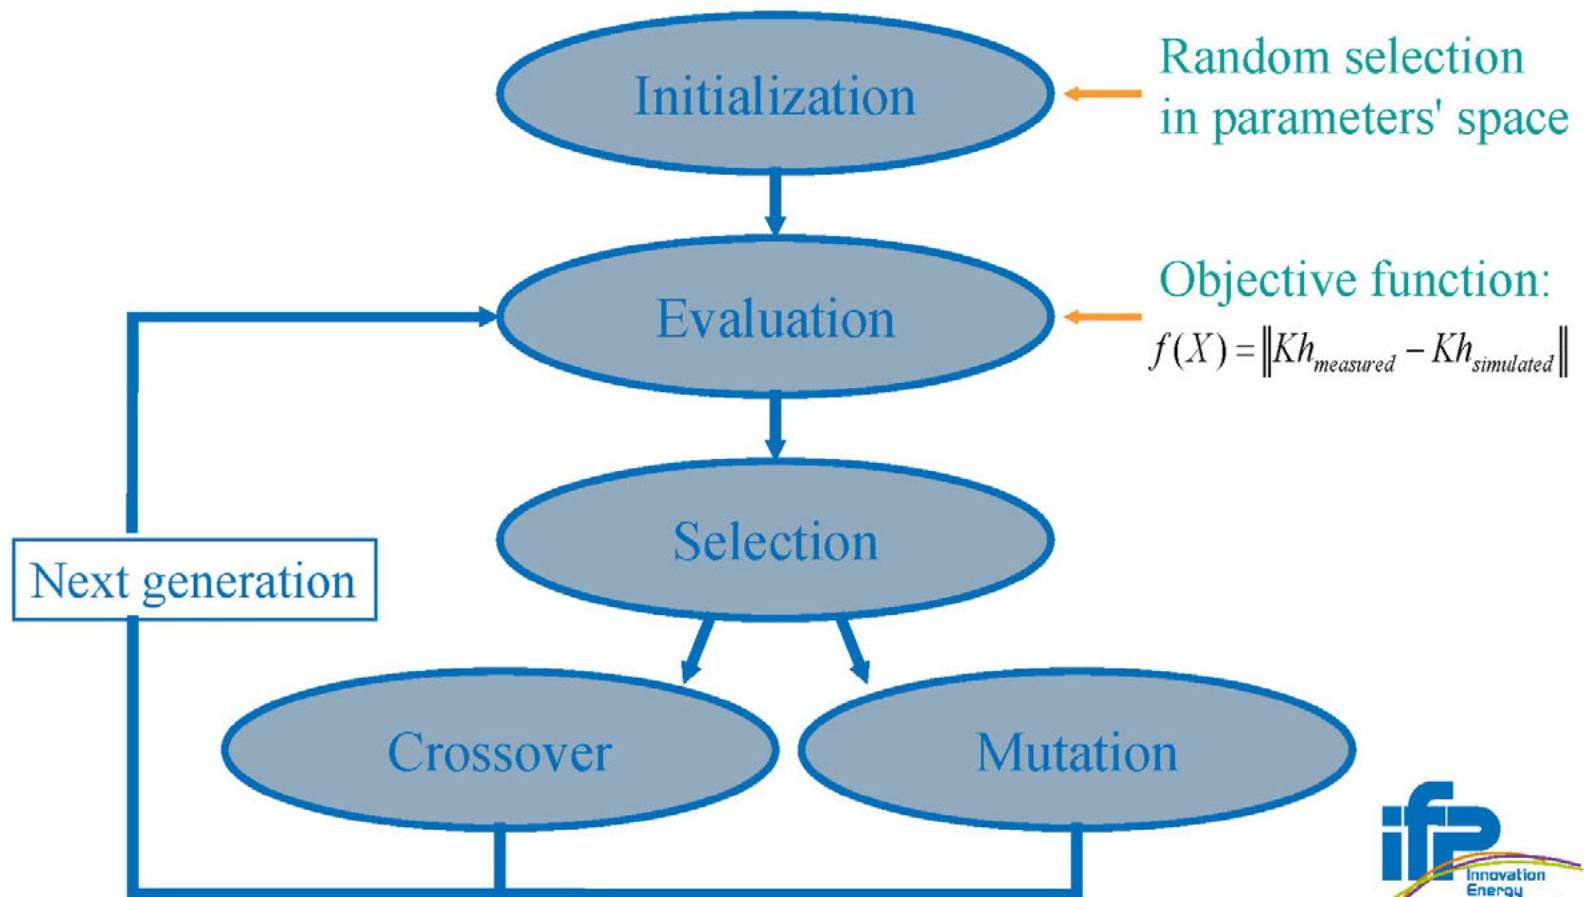 Initialization
Random selection
in parameters' space
Evaluation
Objective function:
f(X) = ‖Kh_measured − Kh_simulated‖
Selection
Next generation
Crossover
Mutation
ifp
Innovation
Energy